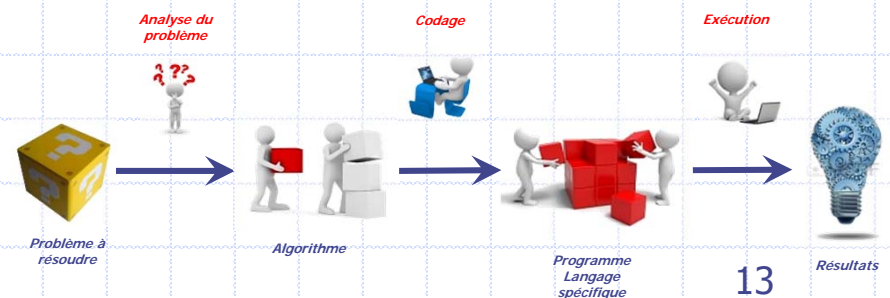 Analyse du
problème
Codage
Exécution
? ?? ?
?
?
?
Problème à
résoudre
Algorithme
Programme
Langage
spécifique
13
Résultats